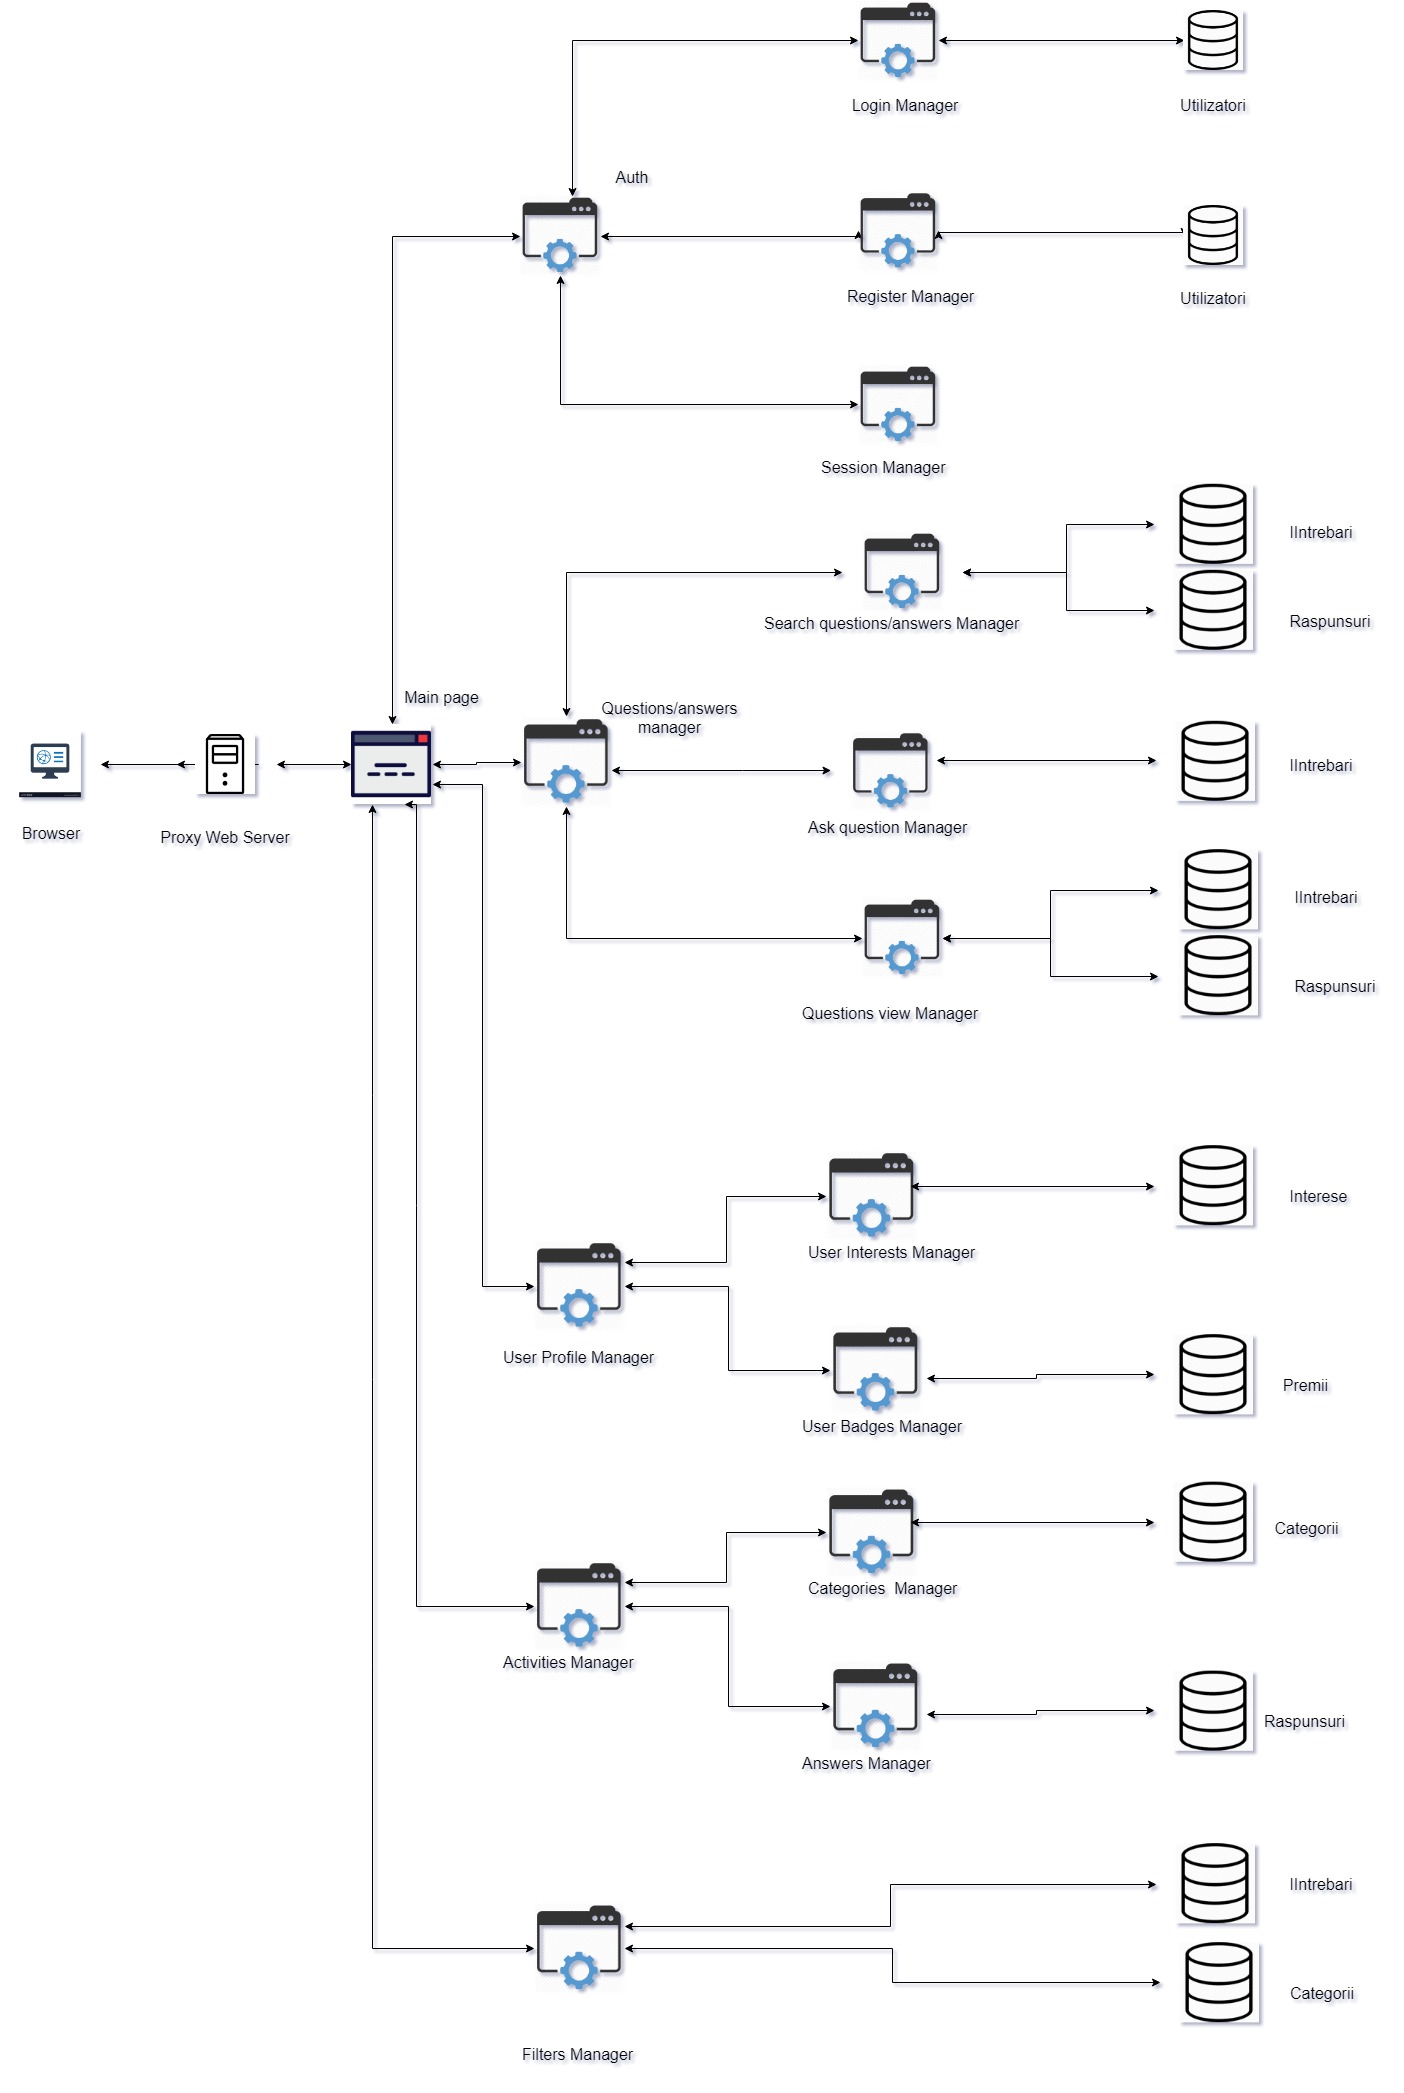 Login Manager
Utilizatori
Auth
Register Manager
Utilizatori
Session Manager
IIntrebari
Search questions/answers Manager
Raspunsuri
Main page
Questions/answers
manager
IIntrebari
Browser
Proxy Web Server
Ask question Manager
IIntrebari
Raspunsuri
Questions view Manager
Interese
User Interests Manager
User Profile Manager
Premii
User Badges Manager
Categorii
Categories  Manager
Activities Manager
Raspunsuri
Answers Manager
IIntrebari
Categorii
Filters Manager